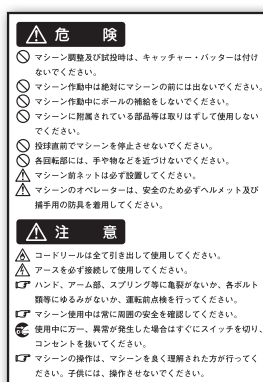 危 険
マシーン調整及び試投時は、キャッチャー・バッターは付け
ないでください。
マシーン作動中は絶対にマシーンの前には出ないでください。
マシーン作動中にボールの補給をしないでください。
マシーンに附属されている部品等は取りはずして使用しない
でください。
投球直前でマシーンを停止させないでください。
各回転部には、手や物などを近づけないでください。
マシーン前ネットは必ず設置してください。
マシーンのオペレーターは、安全のため必ずヘルメット及び
捕手用の防具を着用してください。
注 意
コードリールは全て引き出して使用してください。
アースを必ず接続して使用してください。
ハンド、アーム部、スプリング等に亀裂がないか、各ボルト
類等にゆるみがないか、運転前点検を行ってください。
マシーン使用中は常に周囲の安全を確認してください。
使用中に万一、異常が発生した場合はすぐにスイッチを切り、
コンセントを抜いてください。
マシーンの操作は、マシーンを良く理解された方が行ってく
ださい。子供には、操作させないでください。